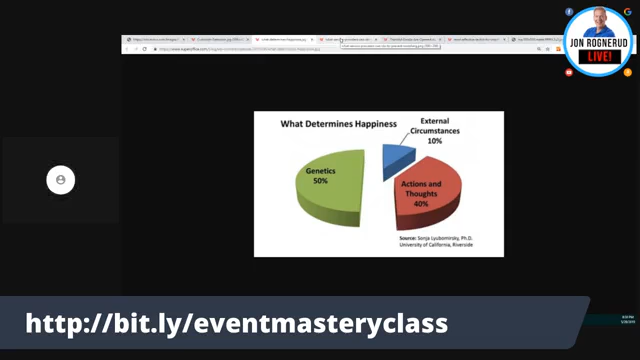 JON ROGNERUD
LIVE!
What Determines Happiness
External
Circumstances
10%
Genetics
50%
Actions and
Thoughts
40%
Source: Sonja Lyubomirsky, Ph.D.
University of California, Riverside
http://bit.ly/eventmasteryclass